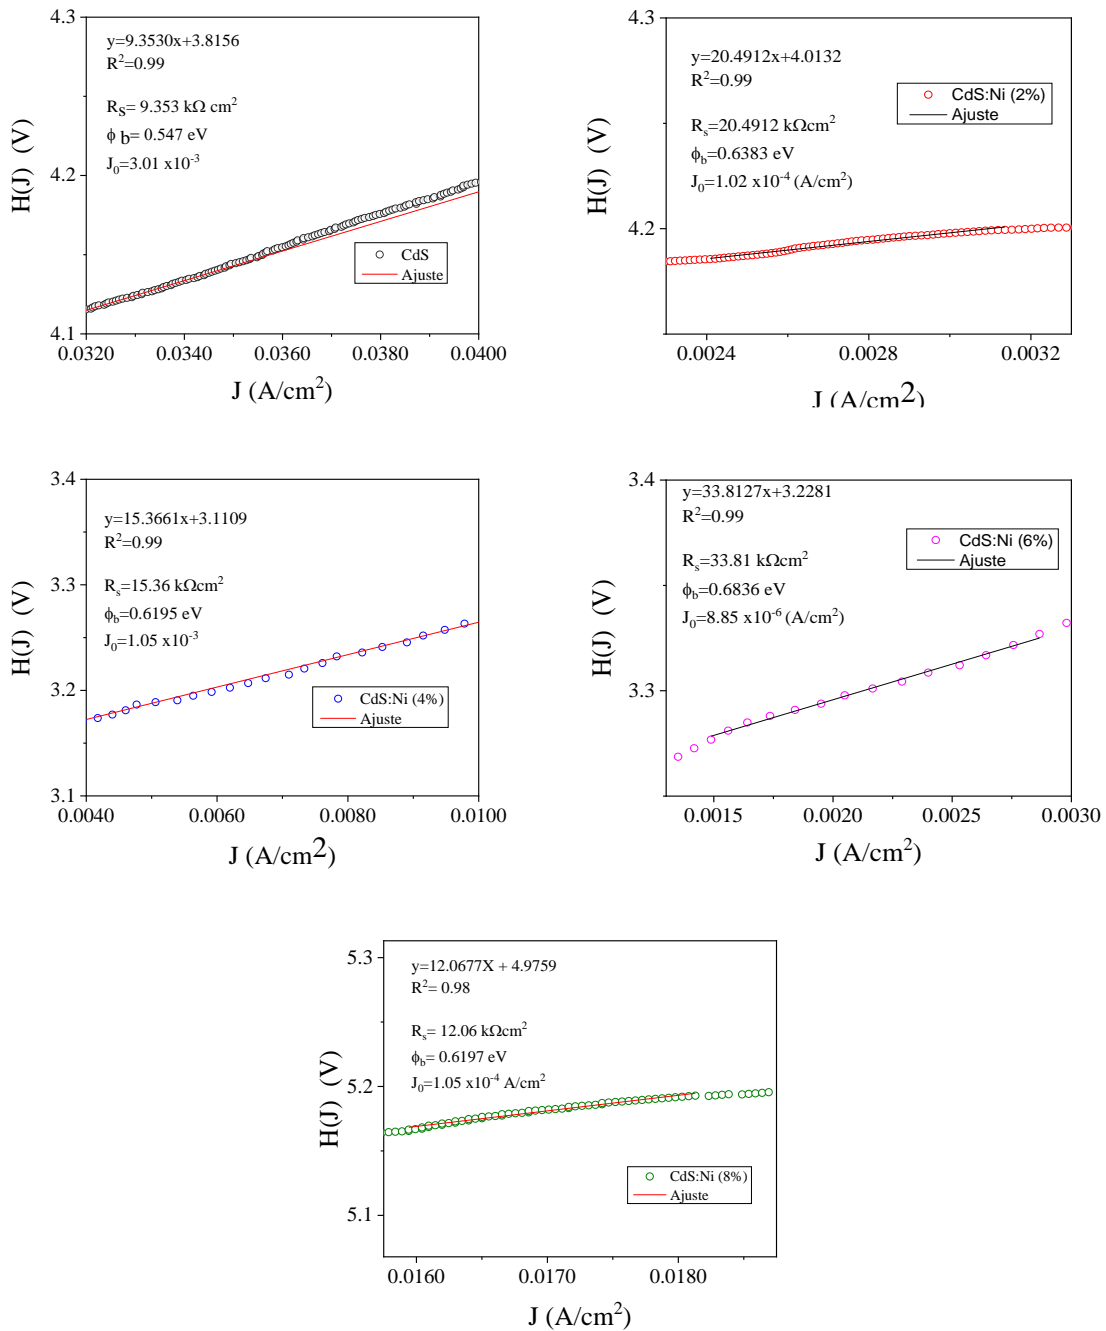 4.3
4.2
4.1
H(J) (V)
y=9.3530x+3.8156
R²=0.99
RS= 9.353 kΩ cm²
ϕ b= 0.547 eV
J₀=3.01 x10⁻³
CdS
Ajuste
0.0320 0.0340 0.0360 0.0380 0.0400
J (A/cm²)
4.3
4.2
H(J) (V)
y=20.4912x+4.0132
R²=0.99
Rₛ=20.4912 kΩcm²
ϕb=0.6383 eV
J₀=1.02 x10⁻⁴ (A/cm²)
CdS:Ni (2%)
Ajuste
0.0024 0.0028 0.0032
J (A/cm2)
3.4
3.3
3.2
3.1
H(J) (V)
y=15.3661x+3.1109
R²=0.99
Rₛ=15.36 kΩcm²
ϕb=0.6195 eV
J₀=1.05 x10⁻³
CdS:Ni (4%)
Ajuste
0.0040 0.0060 0.0080 0.0100
J (A/cm2)
3.4
3.3
H(J) (V)
y=33.8127x+3.2281
R²=0.99
Rₛ=33.81 kΩcm²
ϕb=0.6836 eV
J₀=8.85 x10⁻⁶ (A/cm²)
CdS:Ni (6%)
Ajuste
0.0015 0.0020 0.0025 0.0030
J (A/cm²)
5.3
5.2
5.1
H(J) (V)
y=12.0677X + 4.9759
R²= 0.98
Rₛ= 12.06 kΩcm²
ϕb= 0.6197 eV
J₀=1.05 x10⁻⁴ A/cm²
CdS:Ni (8%)
Ajuste
0.0160 0.0170 0.0180
J (A/cm²)